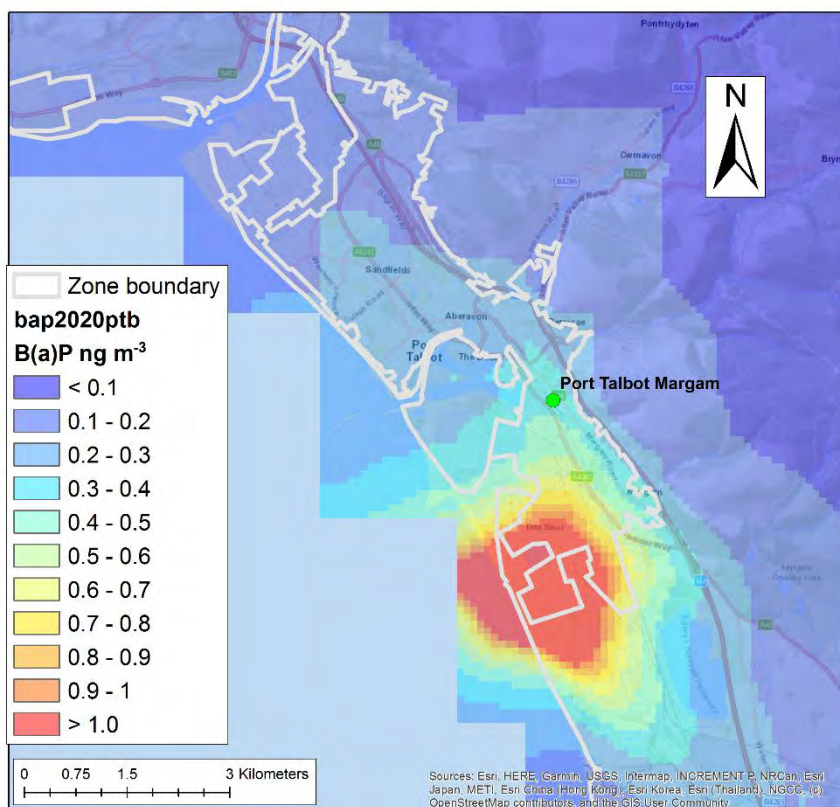 Pontrhydyfen
N
Cwmavon
B4286
B4286
Sandfields
Aberavon
Port Talbot Margam
Zone boundary
bap2020ptb
B(a)P ng m-3
< 0.1
0.1 - 0.2
0.2 - 0.3
0.3 - 0.4
0.4 - 0.5
0.5 - 0.6
0.6 - 0.7
0.7 - 0.8
0.8 - 0.9
0.9 - 1
> 1.0
0 0.75 1.5 3 Kilometers
Sources: Esri, HERE, Garmin, USGS, Intermap, INCREMENT P, NRCan, Esri
Japan, METI, Esri China (Hong Kong), Esri Korea, Esri (Thailand), NGCC, (c)
OpenStreetMap contributors, and the GIS User Community